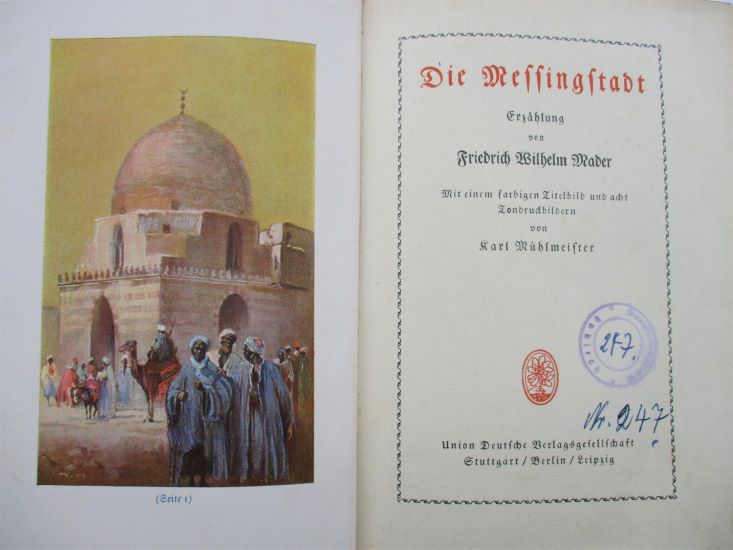 (Seite 1)
Die Messingstadt
Erzählung
von
Friedrich Wilhelm Mader
Mit einem farbigen Titelbild und acht
Tondruckbildern
von
Karl Mühlmeister
247.
Nr. 247
Union Deutsche Verlagsgesellschaft
Stuttgart / Berlin / Leipzig